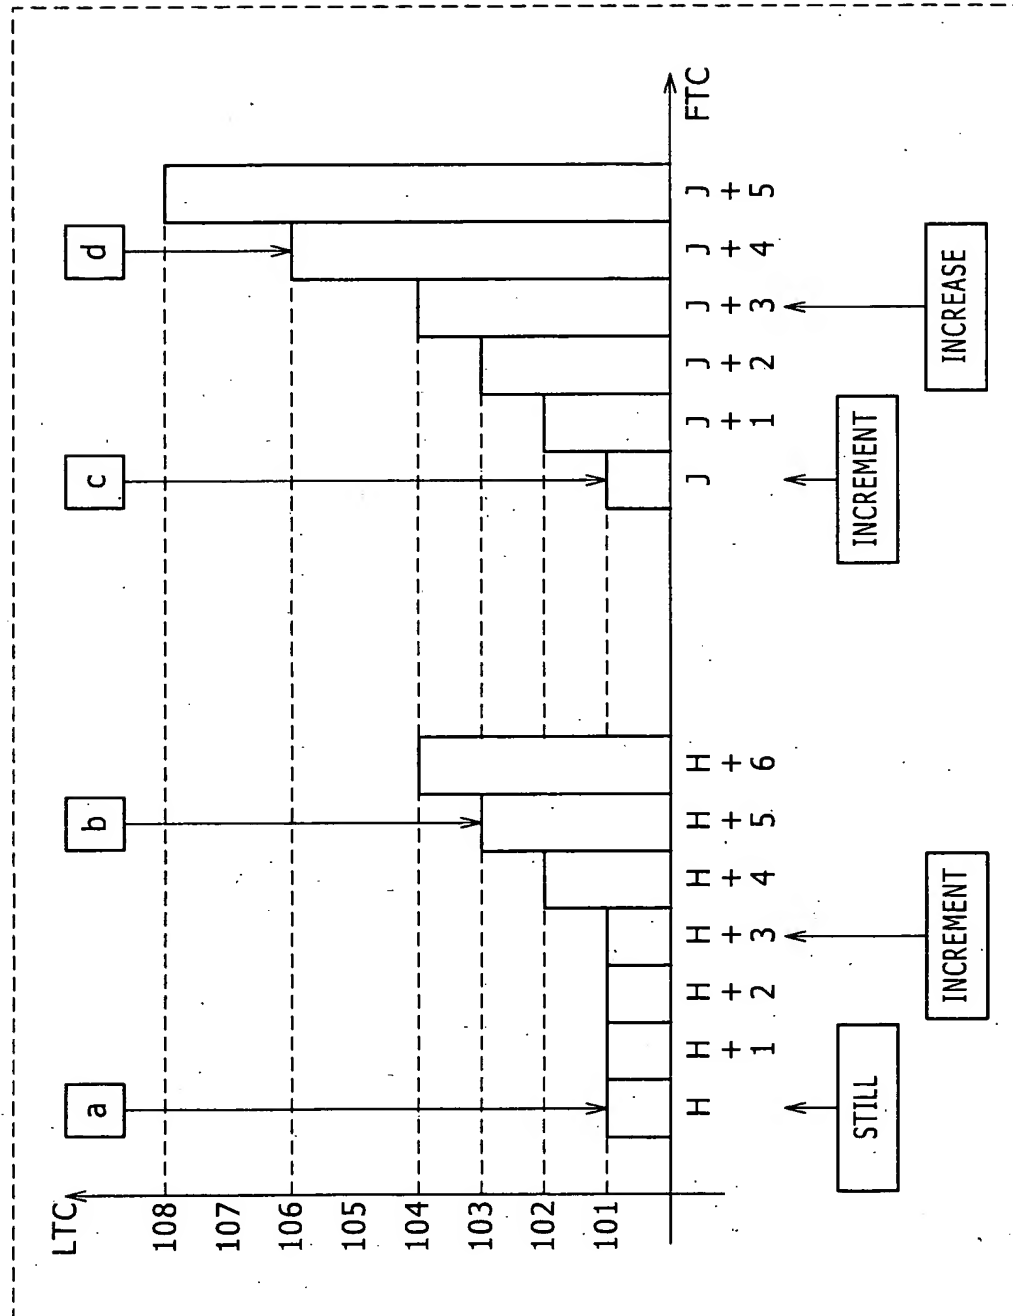 LTC
a
b
c
d
108
107
106
105
104
103
102
101
H
H+1
H+2
H+3
H+4
H+5
H+6
J
J+1
J+2
J+3
J+4
J+5
FTC
STILL
INCREMENT
INCREMENT
INCREASE